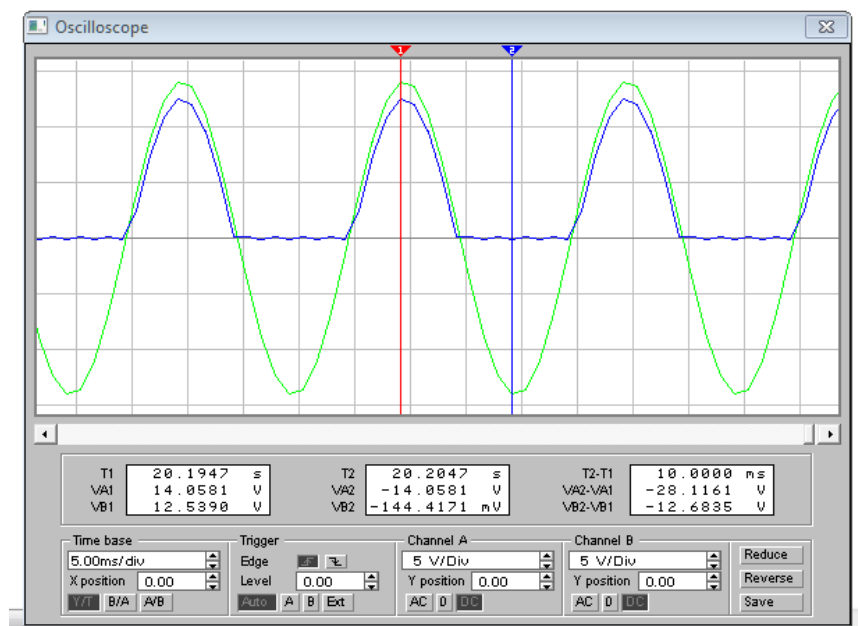 Oscilloscope
1 2
T1 20.1947 s T2 20.2047 s T2-T1 10.0000 ms
VA1 14.0581 V VA2 -14.0581 V VA2-VA1 -28.1161 V
VB1 12.5390 V VB2 -144.4171 mV VB2-VB1 -12.6835 V
Time base Trigger Channel A Channel B
5.00ms/div Edge 5 V/Div 5 V/Div Reduce
X position 0.00 Level 0.00 Y position 0.00 Y position 0.00 Reverse
Y/T B/A A/B Auto A B Ext AC 0 DC AC 0 DC Save